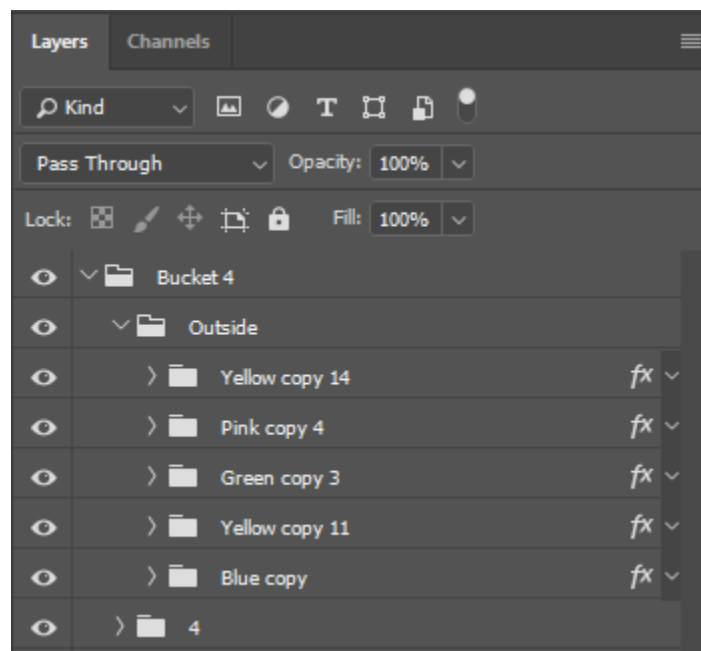 Layers Channels
Kind T
Pass Through Opacity: 100%
Lock: Fill: 100%
Bucket 4
Outside
Yellow copy 14 fx
Pink copy 4 fx
Green copy 3 fx
Yellow copy 11 fx
Blue copy fx
4